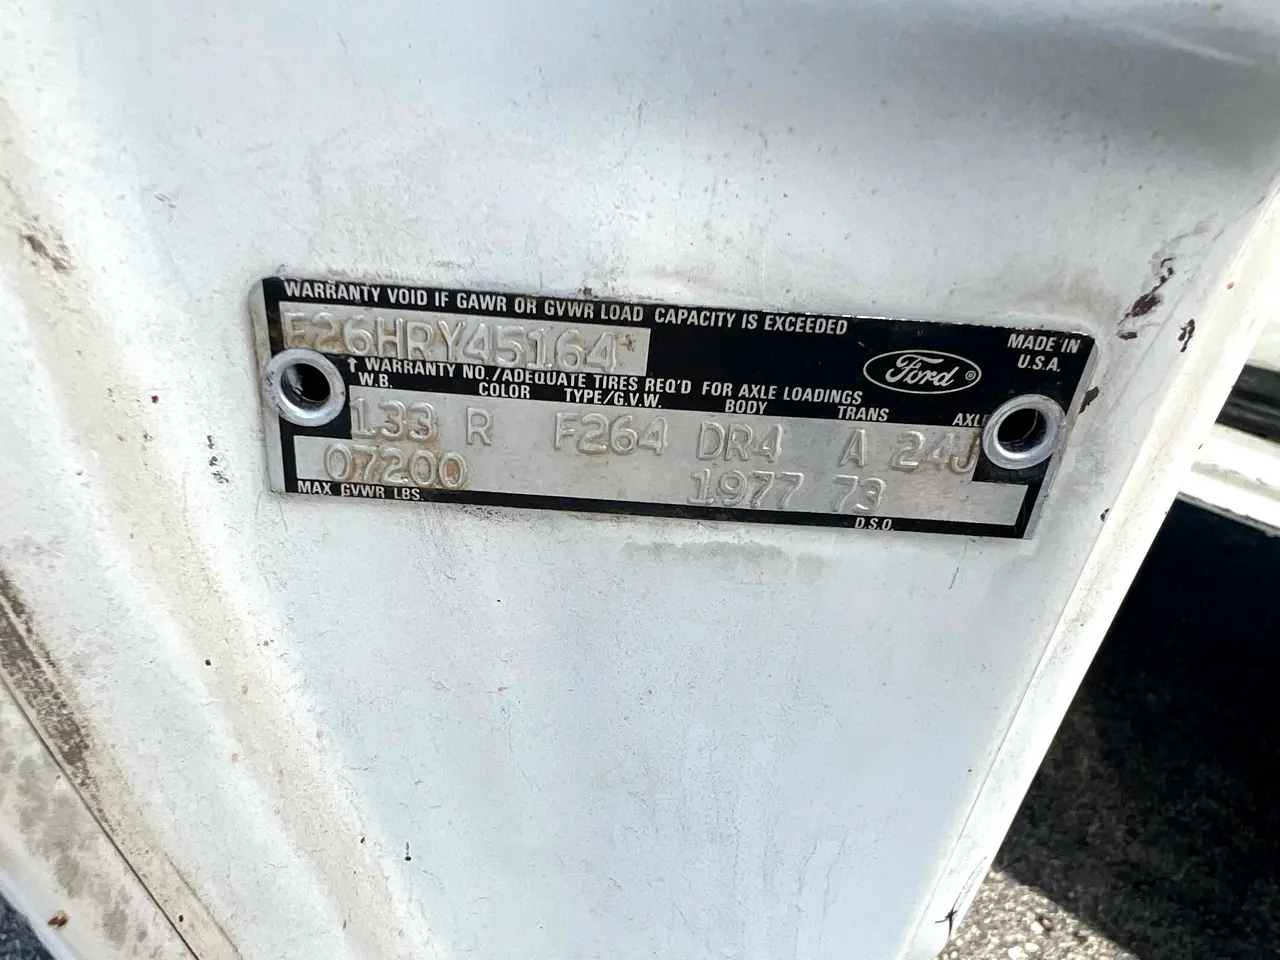 WARRANTY VOID IF GAWR OR GVWR LOAD CAPACITY IS EXCEEDED
F26HRY45164
MADE IN
U.S.A.
Ford ®
↑ WARRANTY NO./ADEQUATE TIRES REQ'D FOR AXLE LOADINGS
W.B. COLOR TYPE/G.V.W. BODY TRANS AXLE
133 R F264 DR4 A 24J
07200 1977 73
MAX GVWR LBS. D.S.O.